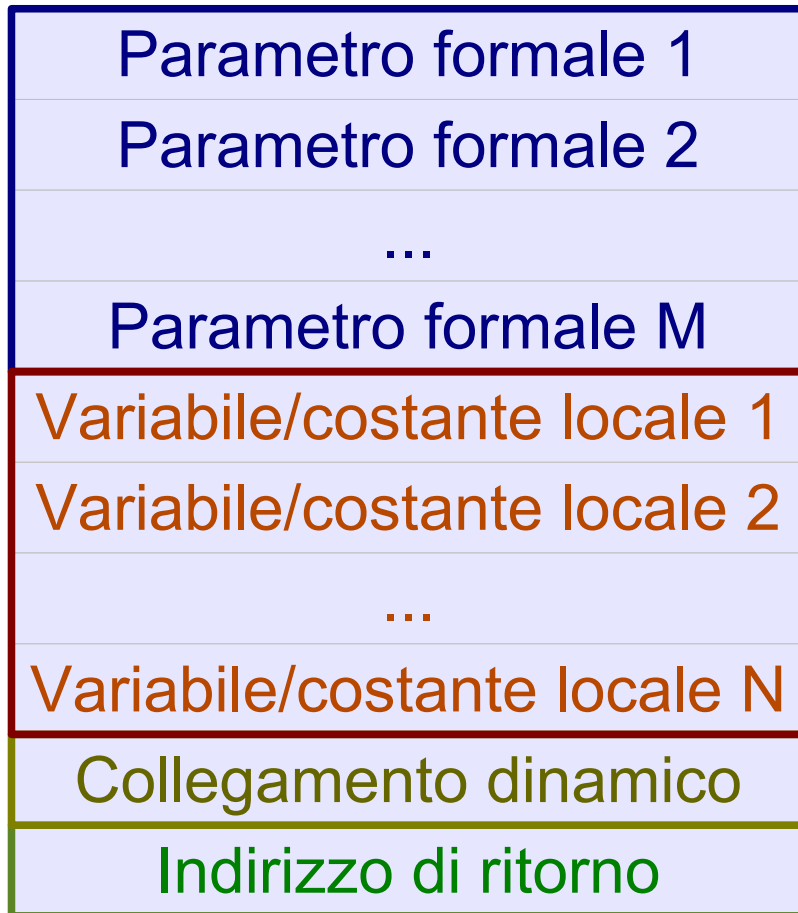 Parametro formale 1
Parametro formale 2
...
Parametro formale M
Variabile/costante locale 1
Variabile/costante locale 2
...
Variabile/costante locale N
Collegamento dinamico
Indirizzo di ritorno